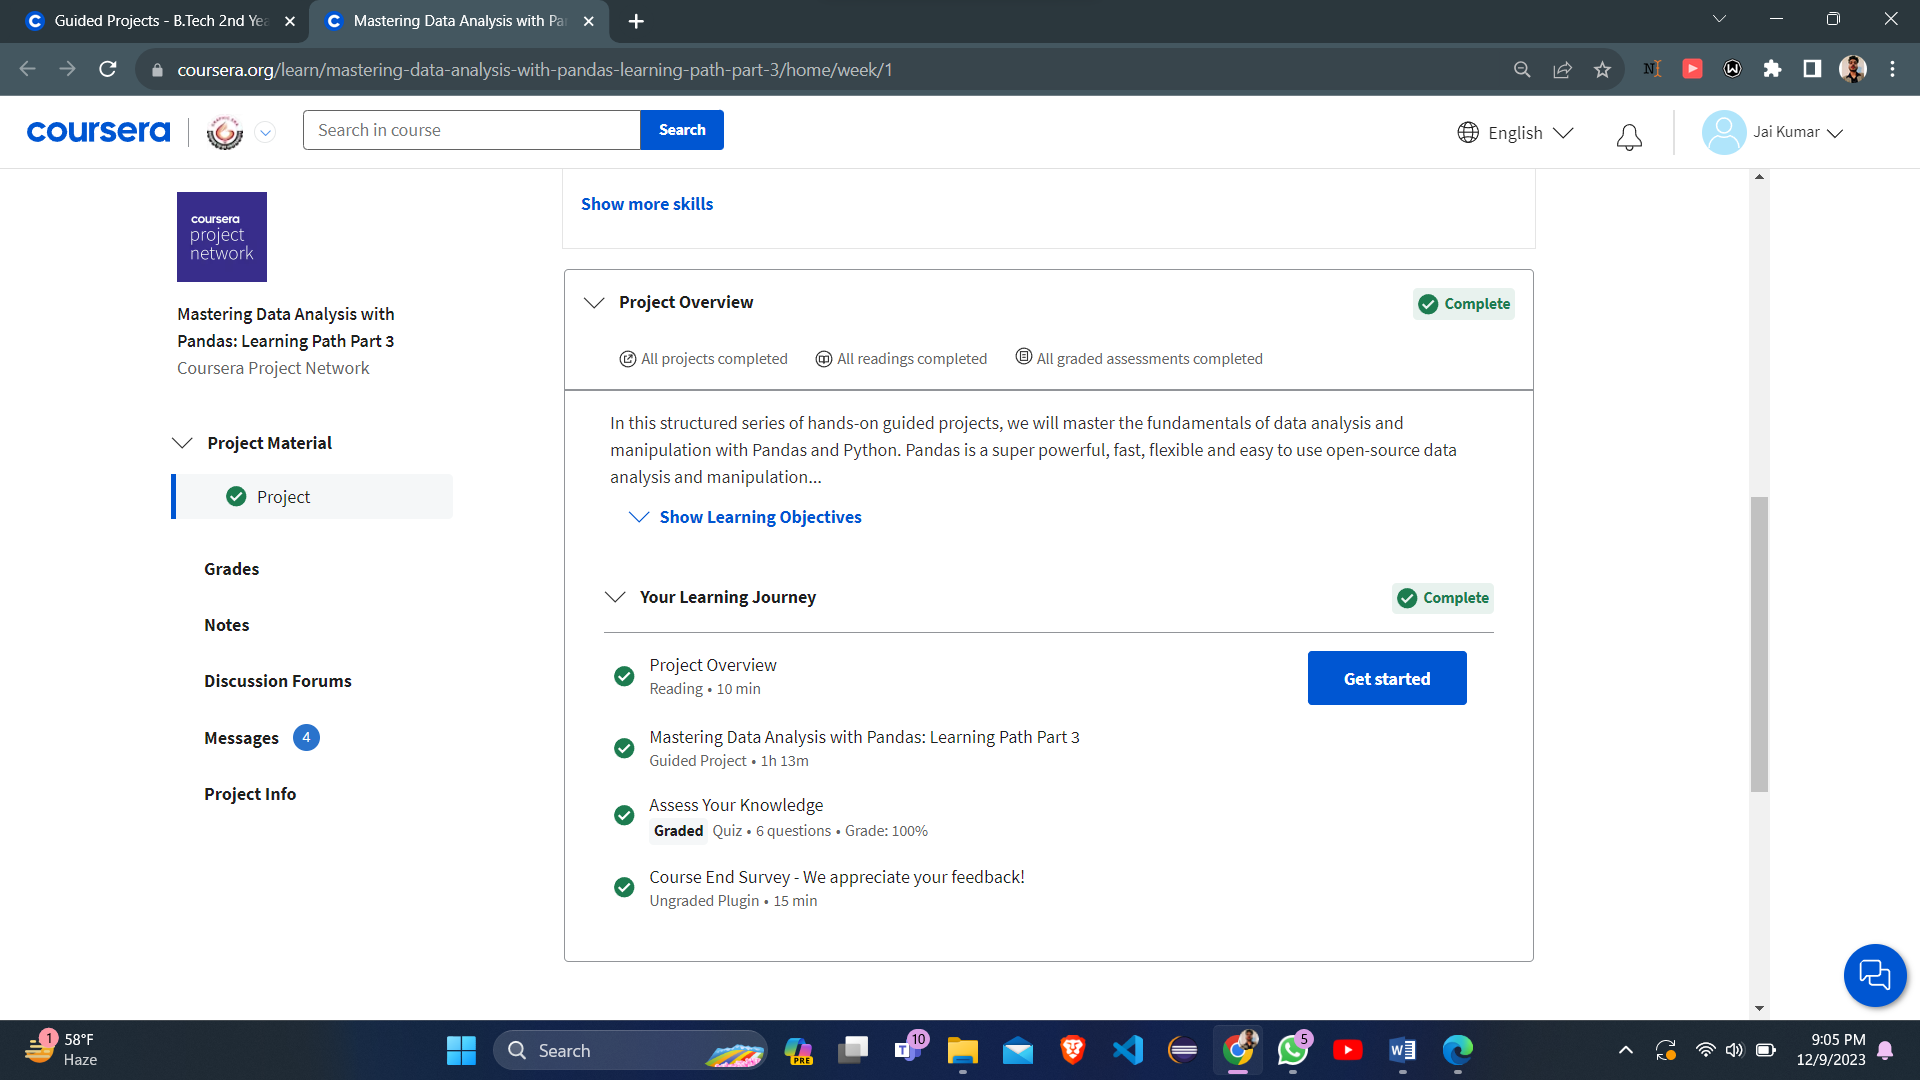 Guided Projects - B.Tech 2nd Yea
Mastering Data Analysis with Pa
coursera.org/learn/mastering-data-analysis-with-pandas-learning-path-part-3/home/week/1
coursera
Search in course
Search
English
Jai Kumar
coursera
project
network
Mastering Data Analysis with
Pandas: Learning Path Part 3
Coursera Project Network
Project Material
Project
Grades
Notes
Discussion Forums
Messages 4
Project Info
Show more skills
Project Overview
Complete
All projects completed
All readings completed
All graded assessments completed
In this structured series of hands-on guided projects, we will master the fundamentals of data analysis and
manipulation with Pandas and Python. Pandas is a super powerful, fast, flexible and easy to use open-source data
analysis and manipulation...
Show Learning Objectives
Your Learning Journey
Complete
Project Overview
Reading • 10 min
Get started
Mastering Data Analysis with Pandas: Learning Path Part 3
Guided Project • 1h 13m
Assess Your Knowledge
Graded Quiz • 6 questions • Grade: 100%
Course End Survey - We appreciate your feedback!
Ungraded Plugin • 15 min
1
58°F
Haze
Search
PRE
10
5
9:05 PM
12/9/2023